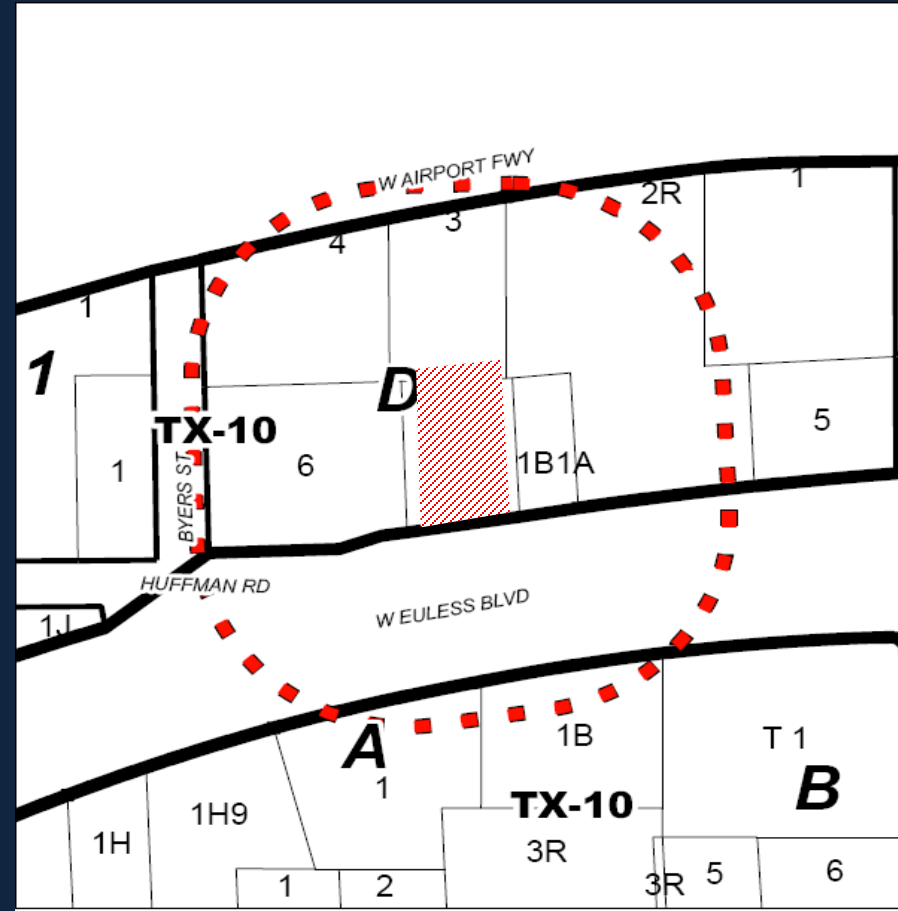 W AIRPORT FWY
2R
1
3
4
1
1
D
TX-10
5
1
6
1B1A
BYERS ST
HUFFMAN RD
W EULESS BLVD
1J
A
1B
T 1
1
B
TX-10
1H9
1H
3R
1
2
3R
5
6